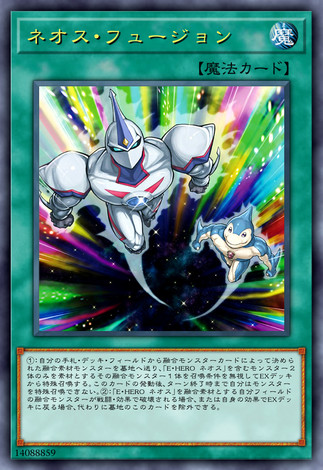 ネオス・フュージョン
魔
【魔法カード】
①:自分の手札・デッキ・フィールドから融合モンスターカードによって決め
られた融合素材モンスターを墓地へ送り、「E・HERO ネオス」を含むモンスター2
体のみを素材とするその融合モンスター1体を召喚条件を無視してEXデッキ
から特殊召喚する。このカードの発動後、ターン終了時まで自分はモンスター
を特殊召喚できない。②:「E・HERO ネオス」を融合素材とする自分フィール
ドの融合モンスターが戦闘・効果で破壊される場合、または自身の効果でEXデ
ッキに戻る場合、代わりに墓地のこのカードを除外できる。
14088859